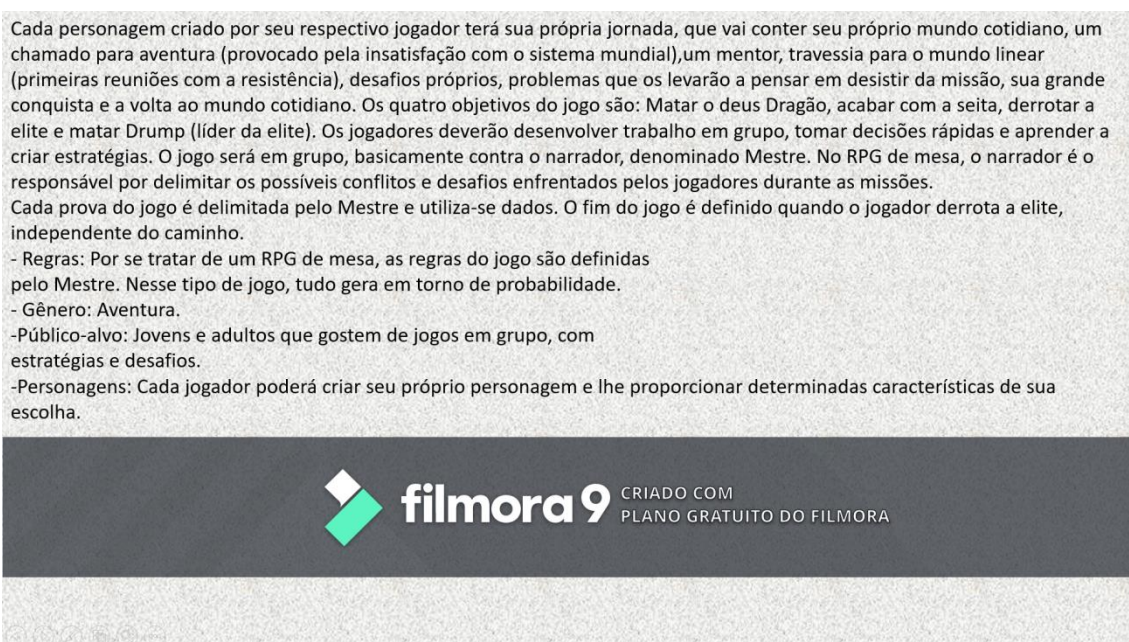 Cada personagem criado por seu respectivo jogador terá sua própria jornada, que vai conter seu próprio mundo cotidiano, um
chamado para aventura (provocado pela insatisfação com o sistema mundial),um mentor, travessia para o mundo linear
(primeiras reuniões com a resistência), desafios próprios, problemas que os levarão a pensar em desistir da missão, sua grande
conquista e a volta ao mundo cotidiano. Os quatro objetivos do jogo são: Matar o deus Dragão, acabar com a seita, derrotar a
elite e matar Drump (líder da elite). Os jogadores deverão desenvolver trabalho em grupo, tomar decisões rápidas e aprender a
criar estratégias. O jogo será em grupo, basicamente contra o narrador, denominado Mestre. No RPG de mesa, o narrador é o
responsável por delimitar os possíveis conflitos e desafios enfrentados pelos jogadores durante as missões.
Cada prova do jogo é delimitada pelo Mestre e utiliza-se dados. O fim do jogo é definido quando o jogador derrota a elite,
independente do caminho.
- Regras: Por se tratar de um RPG de mesa, as regras do jogo são definidas
pelo Mestre. Nesse tipo de jogo, tudo gera em torno de probabilidade.
- Gênero: Aventura.
-Público-alvo: Jovens e adultos que gostem de jogos em grupo, com
estratégias e desafios.
-Personagens: Cada jogador poderá criar seu próprio personagem e lhe proporcionar determinadas características de sua
escolha.
filmora 9 CRIADO COM
PLANO GRATUITO DO FILMORA